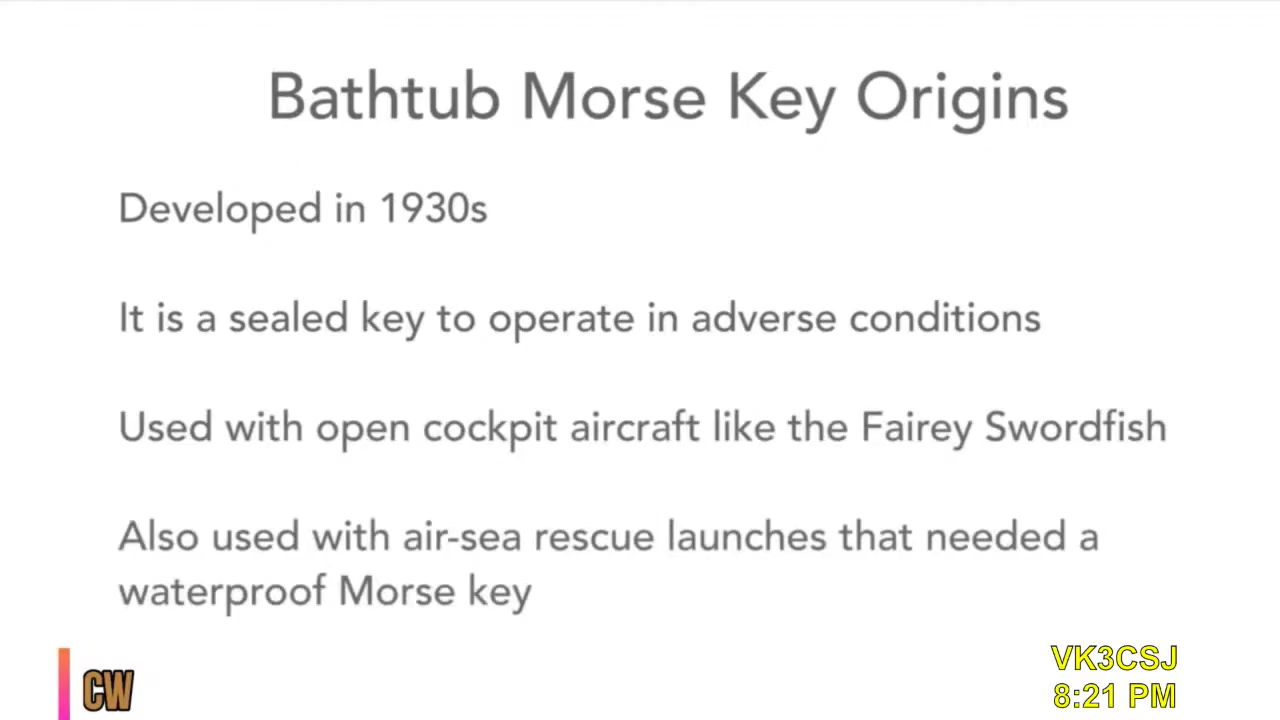 Bathtub Morse Key Origins
Developed in 1930s
It is a sealed key to operate in adverse conditions
Used with open cockpit aircraft like the Fairey Swordfish
Also used with air-sea rescue launches that needed a
waterproof Morse key
CW
VK3CSJ
8:21 PM